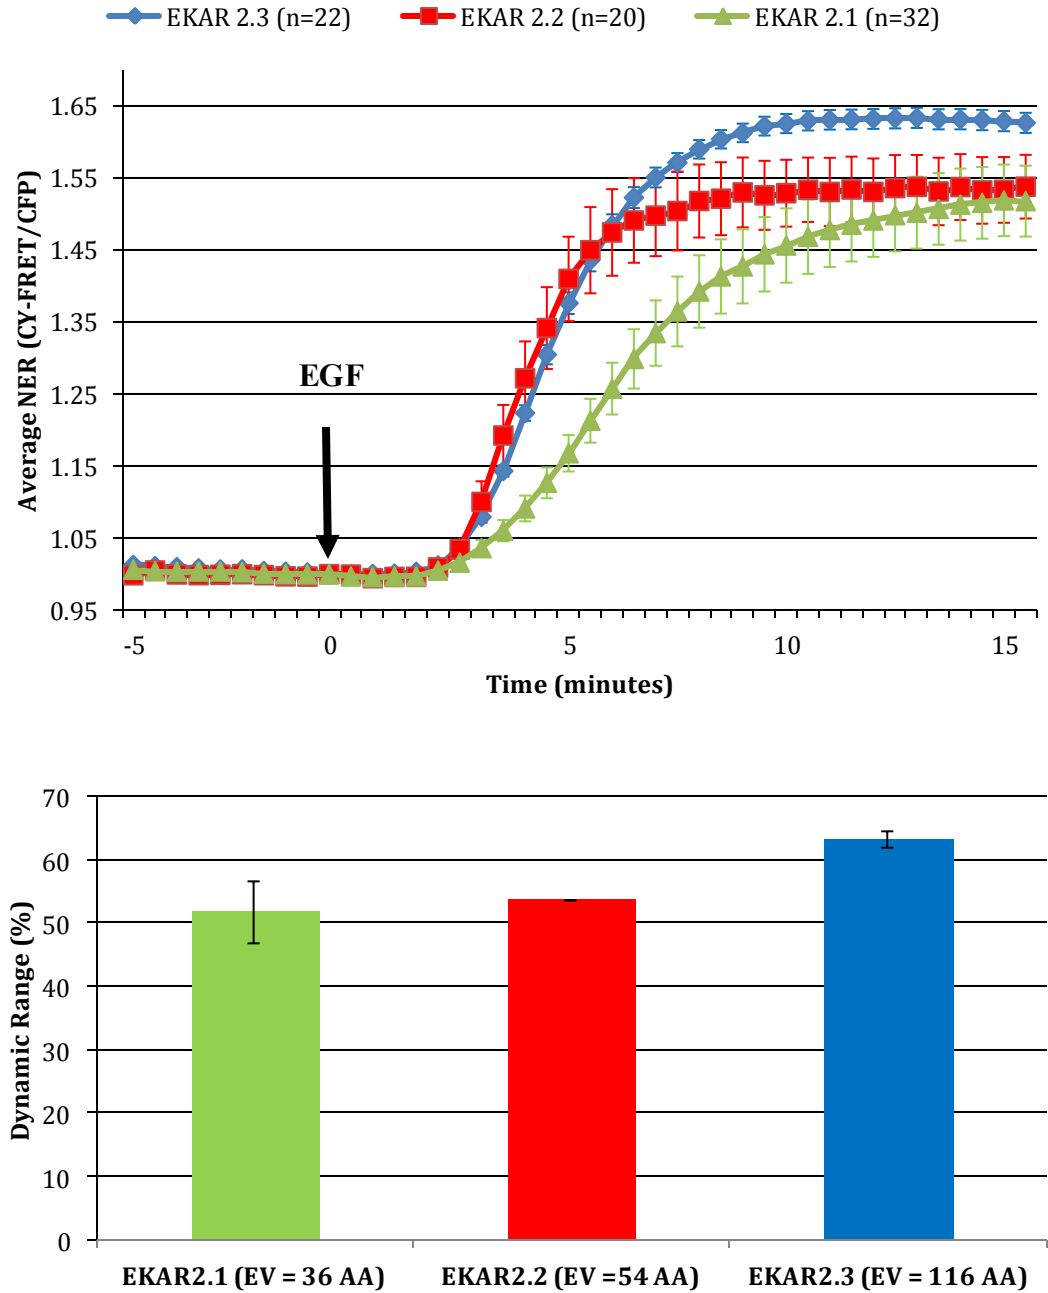 EKAR 2.3 (n=22) EKAR 2.2 (n=20) EKAR 2.1 (n=32)
1.65
1.55
1.45
1.35
1.25
1.15
1.05
0.95
Average NER (CY-FRET/CFP)
EGF
-5 0 5 10 15
Time (minutes)
70
60
50
40
30
20
10
0
Dynamic Range (%)
EKAR2.1 (EV = 36 AA) EKAR2.2 (EV =54 AA) EKAR2.3 (EV = 116 AA)